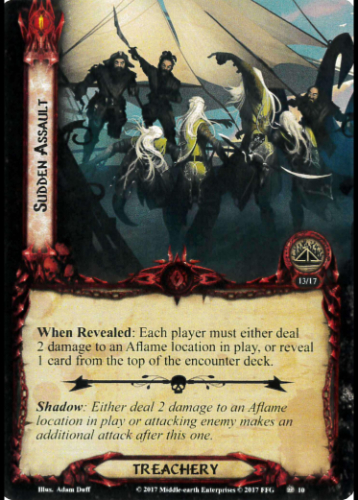 SUDDEN ASSAULT
13/17
When Revealed: Each player must either deal
2 damage to an Aflame location in play, or reveal
1 card from the top of the encounter deck.
Shadow: Either deal 2 damage to an Aflame
location in play or attacking enemy makes an
additional attack after this one.
TREACHERY
Illus. Adam Duff © 2017 Middle-earth Enterprises © 2017 FFG